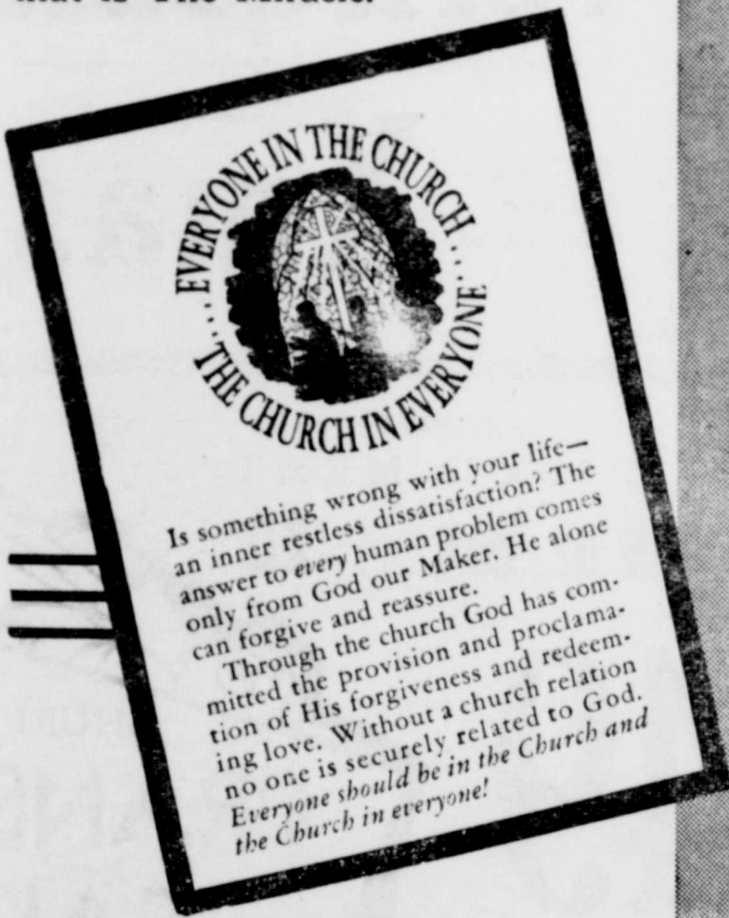 that is The Miracle.
...EVERYONE IN THE CHURCH...
...THE CHURCH IN EVERYONE
Is something wrong with your life—
an inner restless dissatisfaction? The
answer to every human problem comes
only from God our Maker. He alone
can forgive and reassure.
Through the church God has com-
mitted the provision and proclama-
tion of His forgiveness and redeem-
ing love. Without a church relation
no one is securely related to God.
Everyone should be in the Church and
the Church in everyone!